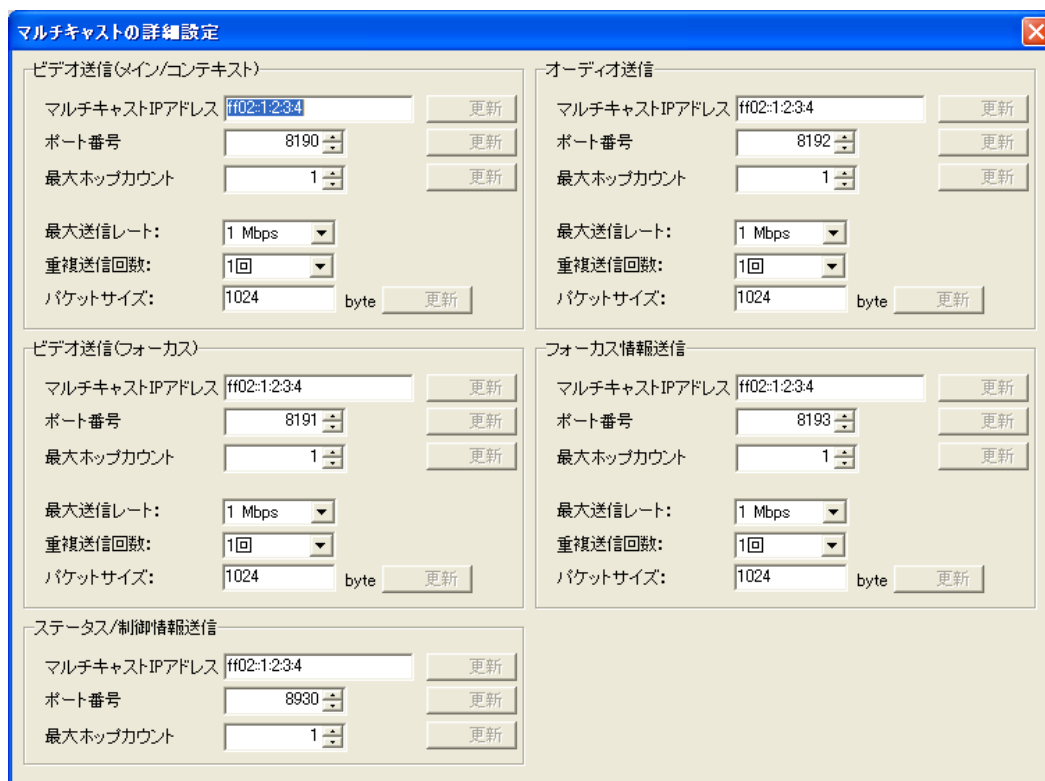 マルチキャストの詳細設定
ビデオ送信(メイン/コンテキスト)
マルチキャストIPアドレス ff02::1:2:3:4 更新
ポート番号 8190 更新
最大ホップカウント 1 更新
最大送信レート: 1 Mbps
重複送信回数: 1回
パケットサイズ: 1024 byte 更新
オーディオ送信
マルチキャストIPアドレス ff02::1:2:3:4 更新
ポート番号 8192 更新
最大ホップカウント 1 更新
最大送信レート: 1 Mbps
重複送信回数: 1回
パケットサイズ: 1024 byte 更新
ビデオ送信(フォーカス)
マルチキャストIPアドレス ff02::1:2:3:4 更新
ポート番号 8191 更新
最大ホップカウント 1 更新
最大送信レート: 1 Mbps
重複送信回数: 1回
パケットサイズ: 1024 byte 更新
フォーカス情報送信
マルチキャストIPアドレス ff02::1:2:3:4 更新
ポート番号 8193 更新
最大ホップカウント 1 更新
最大送信レート: 1 Mbps
重複送信回数: 1回
パケットサイズ: 1024 byte 更新
ステータス/制御情報送信
マルチキャストIPアドレス ff02::1:2:3:4 更新
ポート番号 8930 更新
最大ホップカウント 1 更新